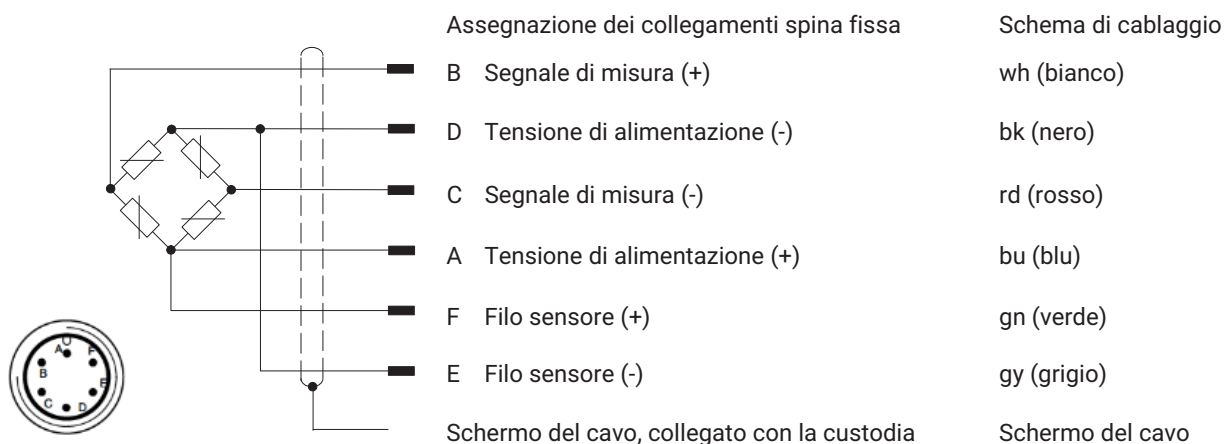 Assegnazione dei collegamenti spina fissa Schema di cablaggio
B Segnale di misura (+) wh (bianco)
D Tensione di alimentazione (-) bk (nero)
C Segnale di misura (-) rd (rosso)
A Tensione di alimentazione (+) bu (blu)
F Filo sensore (+) gn (verde)
E Filo sensore (-) gy (grigio)
Schermo del cavo, collegato con la custodia Schermo del cavo
A F
B E
C D